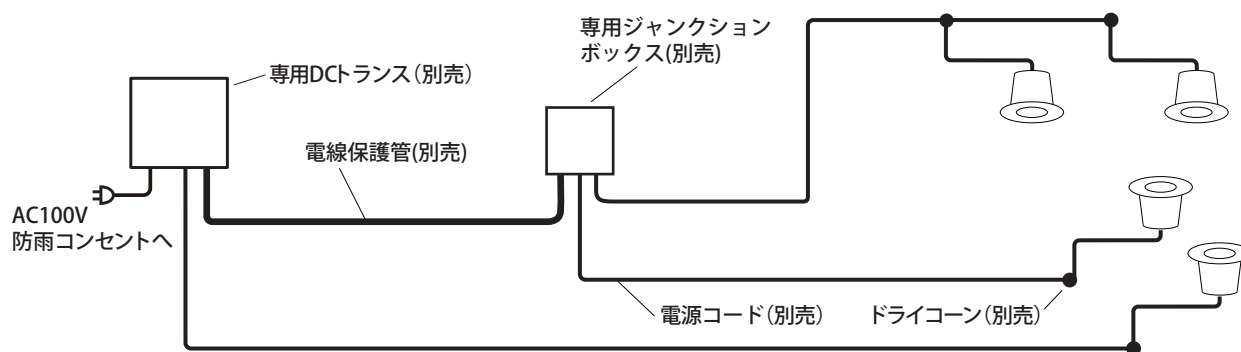 専用ジャンクション
ボックス(別売)
専用DCトランス（別売）
電線保護管(別売)
AC100V
防雨コンセントへ
電源コード（別売）
ドライコーン（別売）